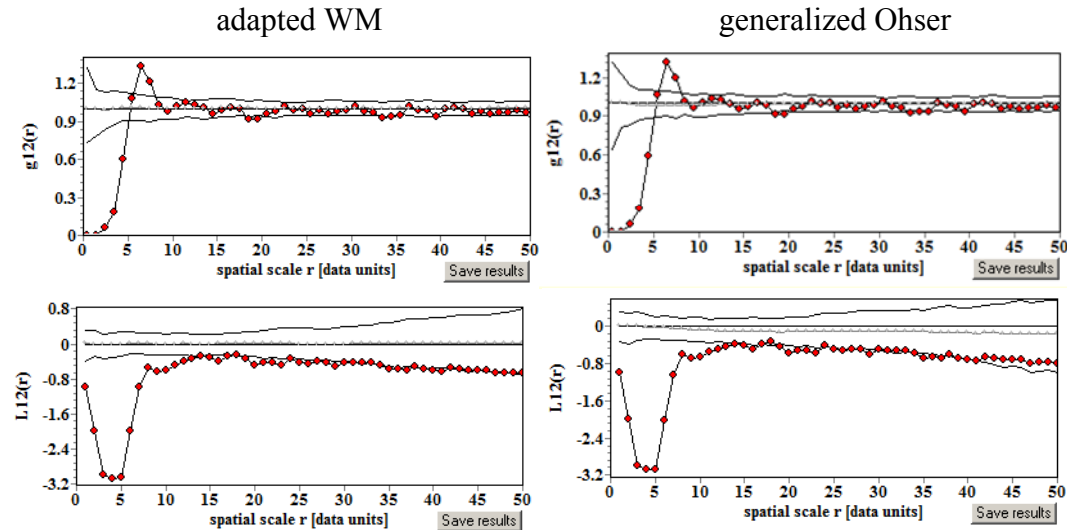 adapted WM
generalized Ohser
g12(r)
1.2
0.9
0.6
0.3
0
0 5 10 15 20 25 30 35 40 45 50
spatial scale r [data units]
Save results
g12(r)
1.2
0.9
0.6
0.3
0
0 5 10 15 20 25 30 35 40 45 50
spatial scale r [data units]
Save results
L12(r)
0.8
0
-0.8
-1.6
-2.4
-3.2
0 5 10 15 20 25 30 35 40 45 50
spatial scale r [data units]
Save results
L12(r)
0
-0.8
-1.6
-2.4
-3.2
0 5 10 15 20 25 30 35 40 45 50
spatial scale r [data units]
Save results